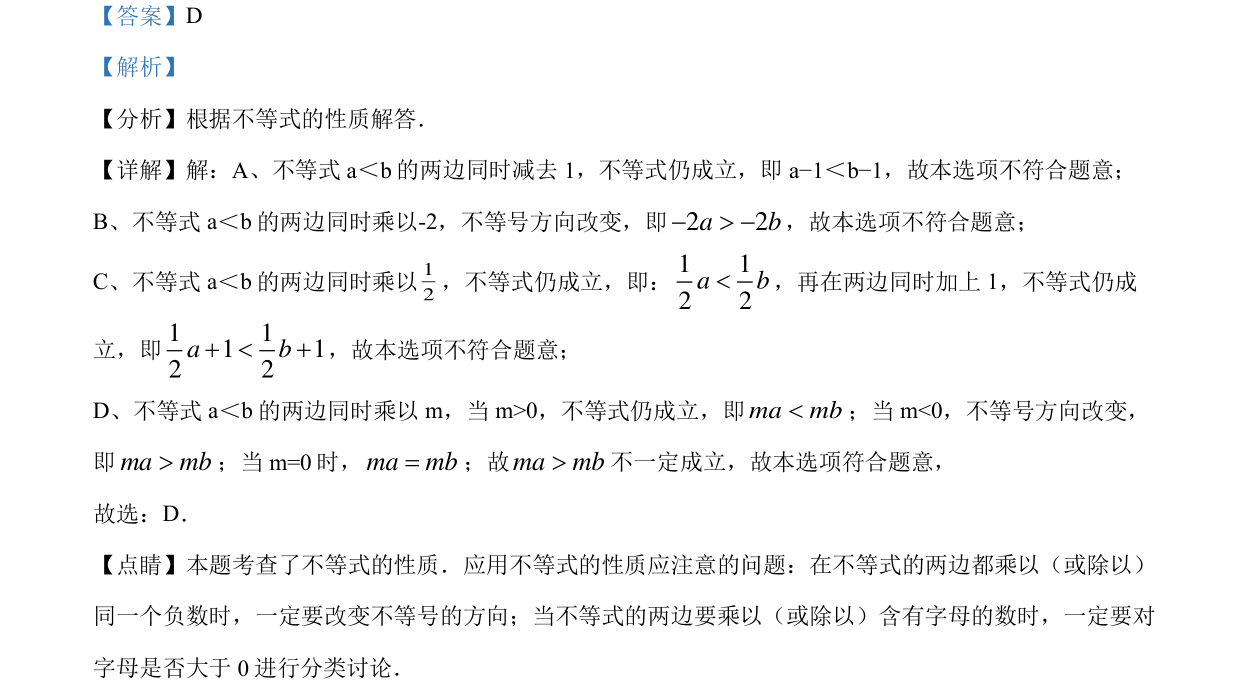 【答案】D
【解析】
【分析】根据不等式的性质解答．
【详解】解：A、不等式 a＜b 的两边同时减去 1，不等式仍成立，即 a−1＜b−1，故本选项不符合题意；
B、不等式 a＜b 的两边同时乘以-2，不等号方向改变，即 −2a > −2b，故本选项不符合题意；
C、不等式 a＜b 的两边同时乘以 1/2，不等式仍成立，即：1/2 a < 1/2 b，再在两边同时加上 1，不等式仍成
立，即 1/2 a +1 < 1/2 b +1，故本选项不符合题意；
D、不等式 a＜b 的两边同时乘以 m，当 m>0，不等式仍成立，即 ma < mb；当 m<0，不等号方向改变，
即 ma > mb；当 m=0 时，ma = mb；故 ma > mb 不一定成立，故本选项符合题意，
故选：D．
【点睛】本题考查了不等式的性质．应用不等式的性质应注意的问题：在不等式的两边都乘以（或除以）
同一个负数时，一定要改变不等号的方向；当不等式的两边要乘以（或除以）含有字母的数时，一定要对
字母是否大于 0 进行分类讨论．